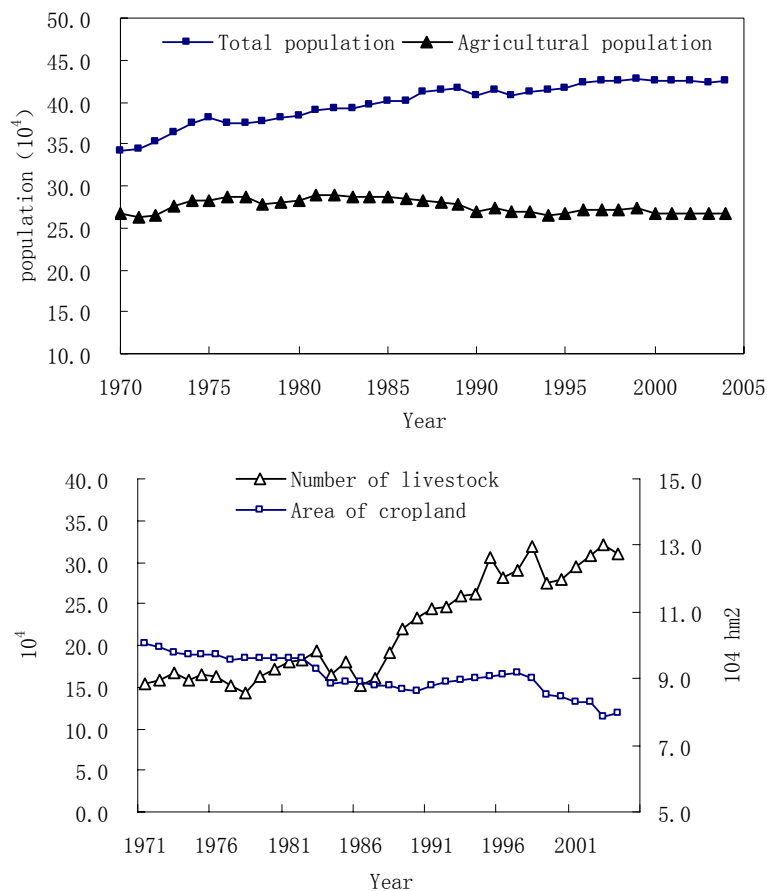 Total population Agricultural population
50.0
45.0
40.0
35.0
30.0
25.0
20.0
15.0
10.0
population (10⁴)
1970 1975 1980 1985 1990 1995 2000 2005
Year
Number of livestock
Area of cropland
40.0
35.0
30.0
25.0
20.0
15.0
10.0
5.0
0.0
10⁴
15.0
13.0
11.0
9.0
7.0
5.0
104 hm2
1971 1976 1981 1986 1991 1996 2001
Year